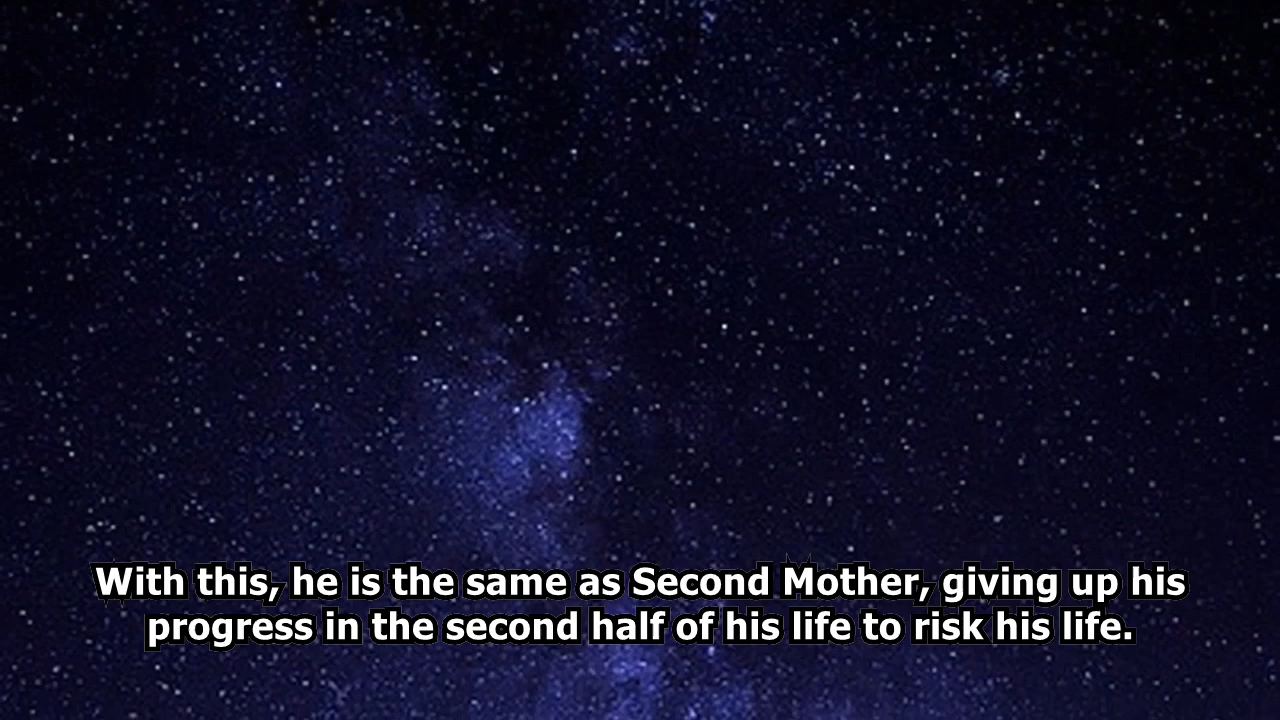 With this, he is the same as Second Mother, giving up his
progress in the second half of his life to risk his life.